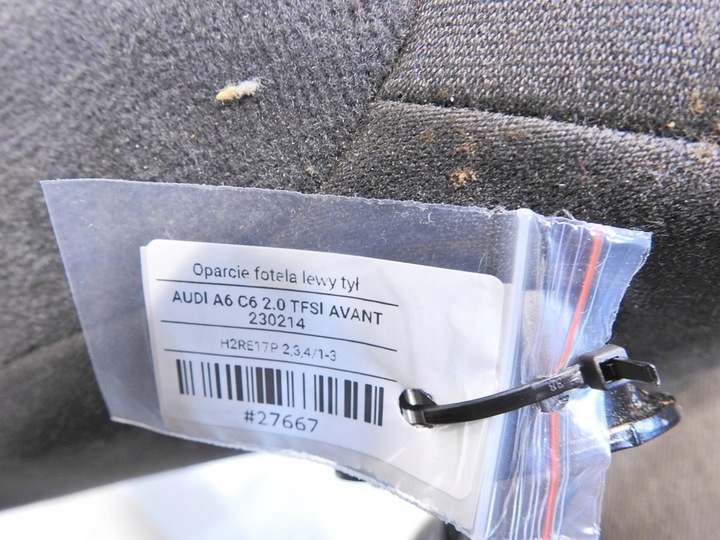 Oparcie fotela lewy tył
AUDI A6 C6 2.0 TFSI AVANT
230214
H2RE17P 2,3,4/1-3
#27667